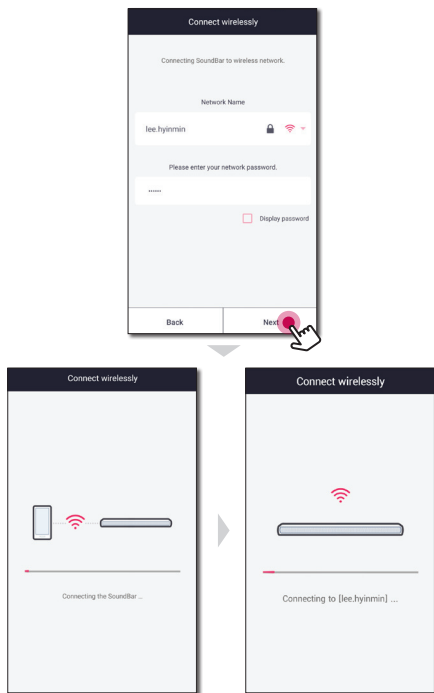 Connect wirelessly
Connecting SoundBar to wireless network.
Network Name
lee.hyinmin
Please enter your network password.
••••••
Display password
Back Next
Connect wirelessly
Connecting the SoundBar ...
Connect wirelessly
Connecting to [lee.hyinmin] ...